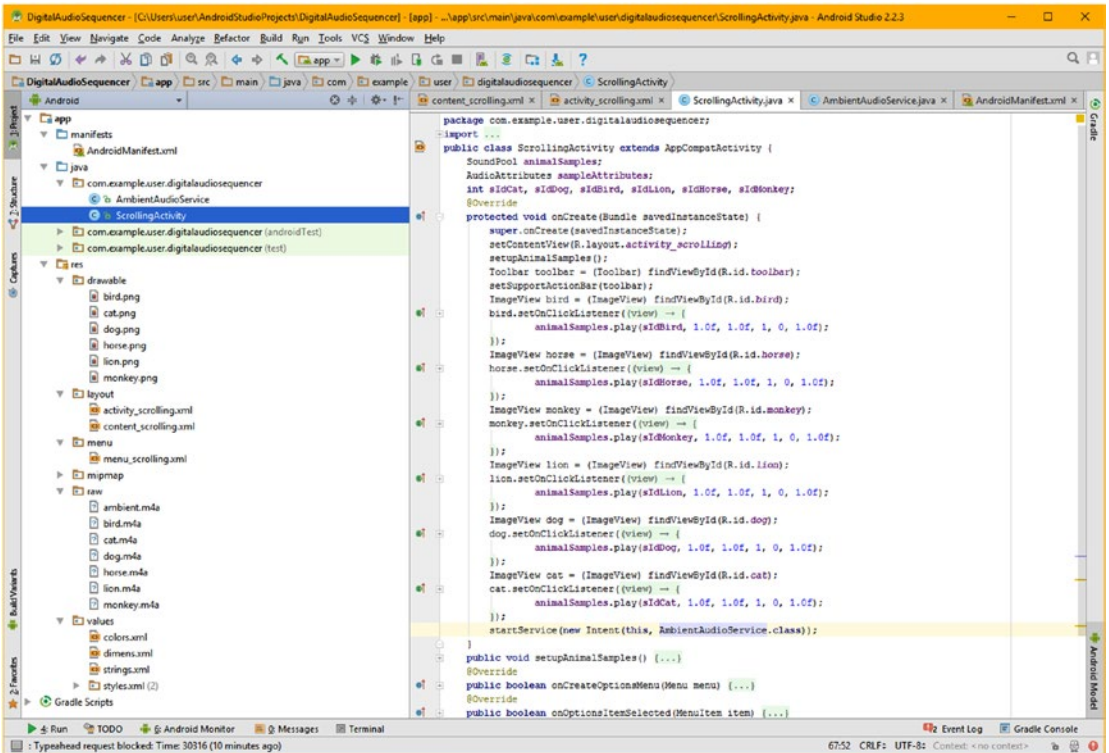 DigitalAudioSequencer - [C:\Users\user\AndroidStudioProjects\DigitalAudioSequencer] - [app] - ...\app\src\main\java\com\example\user\digitalaudiosequencer\ScrollingActivity.java - Android Studio 2.2.3
File Edit View Navigate Code Analyze Refactor Build Run Tools VCS Window Help
app
DigitalAudioSequencer app src main java com example user digitalaudiosequencer ScrollingActivity
Android
content_scrolling.xml × activity_scrolling.xml × ScrollingActivity.java × AmbientAudioService.java × AndroidManifest.xml ×
1: Project
7: Structure
Captures
Build Variants
2: Favorites
app
manifests
AndroidManifest.xml
java
com.example.user.digitalaudiosequencer
AmbientAudioService
ScrollingActivity
com.example.user.digitalaudiosequencer (androidTest)
com.example.user.digitalaudiosequencer (test)
res
drawable
bird.png
cat.png
dog.png
horse.png
lion.png
monkey.png
layout
activity_scrolling.xml
content_scrolling.xml
menu
menu_scrolling.xml
mipmap
raw
ambient.m4a
bird.m4a
cat.m4a
dog.m4a
horse.m4a
lion.m4a
monkey.m4a
values
colors.xml
dimens.xml
strings.xml
styles.xml (2)
Gradle Scripts
package com.example.user.digitalaudiosequencer;
import ...
public class ScrollingActivity extends AppCompatActivity {
SoundPool animalSamples;
AudioAttributes sampleAttributes;
int sIdCat, sIdDog, sIdBird, sIdLion, sIdHorse, sIdMonkey;
@Override
protected void onCreate(Bundle savedInstanceState) {
super.onCreate(savedInstanceState);
setContentView(R.layout.activity_scrolling);
setupAnimalSamples();
Toolbar toolbar = (Toolbar) findViewById(R.id.toolbar);
setSupportActionBar(toolbar);
ImageView bird = (ImageView) findViewById(R.id.bird);
bird.setOnClickListener((view) → {
animalSamples.play(sIdBird, 1.0f, 1.0f, 1, 0, 1.0f);
});
ImageView horse = (ImageView) findViewById(R.id.horse);
horse.setOnClickListener((view) → {
animalSamples.play(sIdHorse, 1.0f, 1.0f, 1, 0, 1.0f);
});
ImageView monkey = (ImageView) findViewById(R.id.monkey);
monkey.setOnClickListener((view) → {
animalSamples.play(sIdMonkey, 1.0f, 1.0f, 1, 0, 1.0f);
});
ImageView lion = (ImageView) findViewById(R.id.lion);
lion.setOnClickListener((view) → {
animalSamples.play(sIdLion, 1.0f, 1.0f, 1, 0, 1.0f);
});
ImageView dog = (ImageView) findViewById(R.id.dog);
dog.setOnClickListener((view) → {
animalSamples.play(sIdDog, 1.0f, 1.0f, 1, 0, 1.0f);
});
ImageView cat = (ImageView) findViewById(R.id.cat);
cat.setOnClickListener((view) → {
animalSamples.play(sIdCat, 1.0f, 1.0f, 1, 0, 1.0f);
});
startService(new Intent(this, AmbientAudioService.class));
}
public void setupAnimalSamples() {...}
@Override
public boolean onCreateOptionsMenu(Menu menu) {...}
@Override
public boolean onOptionsItemSelected(MenuItem item) {...}
Gradle
Android Model
4: Run TODO 6: Android Monitor 0: Messages Terminal 2 Event Log Gradle Console
: Typeahead request blocked: Time: 30316 (10 minutes ago) 67:52 CRLF÷ UTF-8÷ Context: <no context>